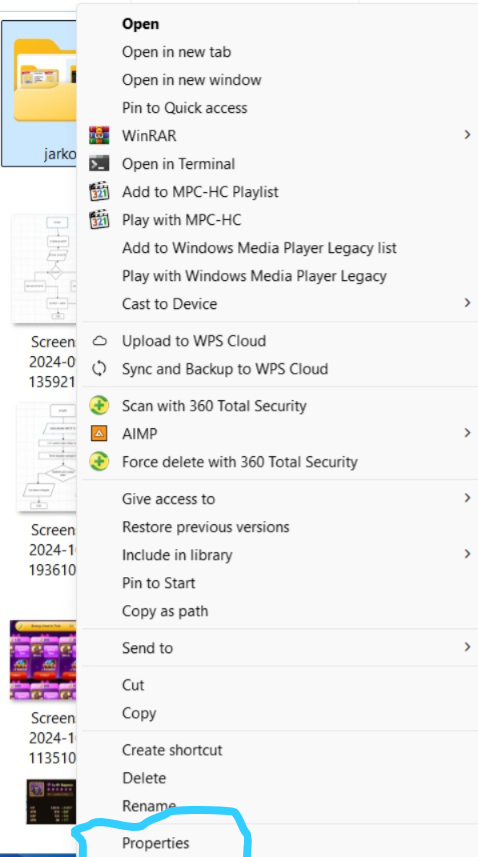 Open
Open in new tab
Open in new window
Pin to Quick access
jarko
WinRAR
Open in Terminal
Add to MPC-HC Playlist
Play with MPC-HC
Add to Windows Media Player Legacy list
Play with Windows Media Player Legacy
Cast to Device
Upload to WPS Cloud
Sync and Backup to WPS Cloud
Scan with 360 Total Security
AIMP
Force delete with 360 Total Security
Give access to
Restore previous versions
Include in library
Pin to Start
Copy as path
Send to
Cut
Copy
Create shortcut
Delete
Rename
Properties
Screen
2024-0
135921
Screen
2024-1
193610
Screen
2024-1
113510
321
321